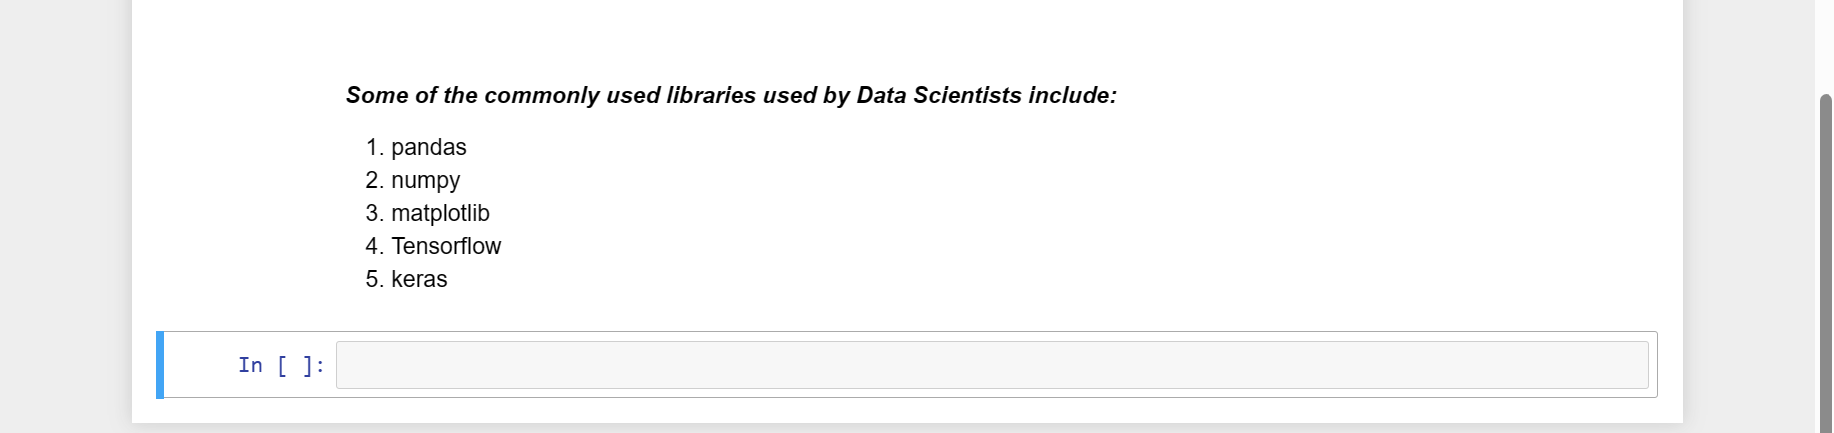 Some of the commonly used libraries used by Data Scientists include:
1. pandas
2. numpy
3. matplotlib
4. Tensorflow
5. keras
In [ ]: